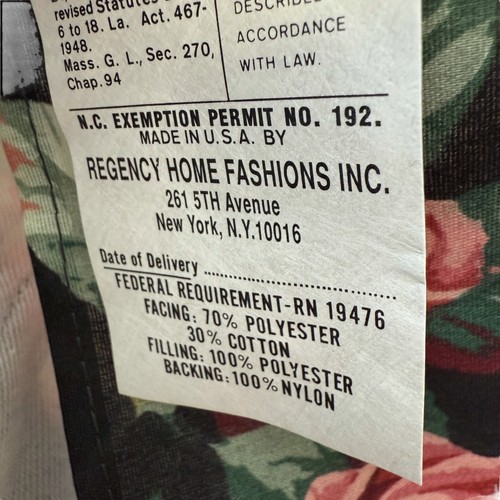 revised Statutes
6 to 18. La. Act. 467-
1948.
Mass. G. L., Sec. 270,
Chap.94
DESCRIBED
ACCORDANCE
WITH LAW.
N.C. EXEMPTION PERMIT NO. 192.
MADE IN U.S.A. BY
REGENCY HOME FASHIONS INC.
261 5TH Avenue
New York, N.Y.10016
Date of Delivery ........................................
FEDERAL REQUIREMENT-RN 19476
FACING: 70% POLYESTER
30% COTTON
FILLING: 100% POLYESTER
BACKING: 100% NYLON